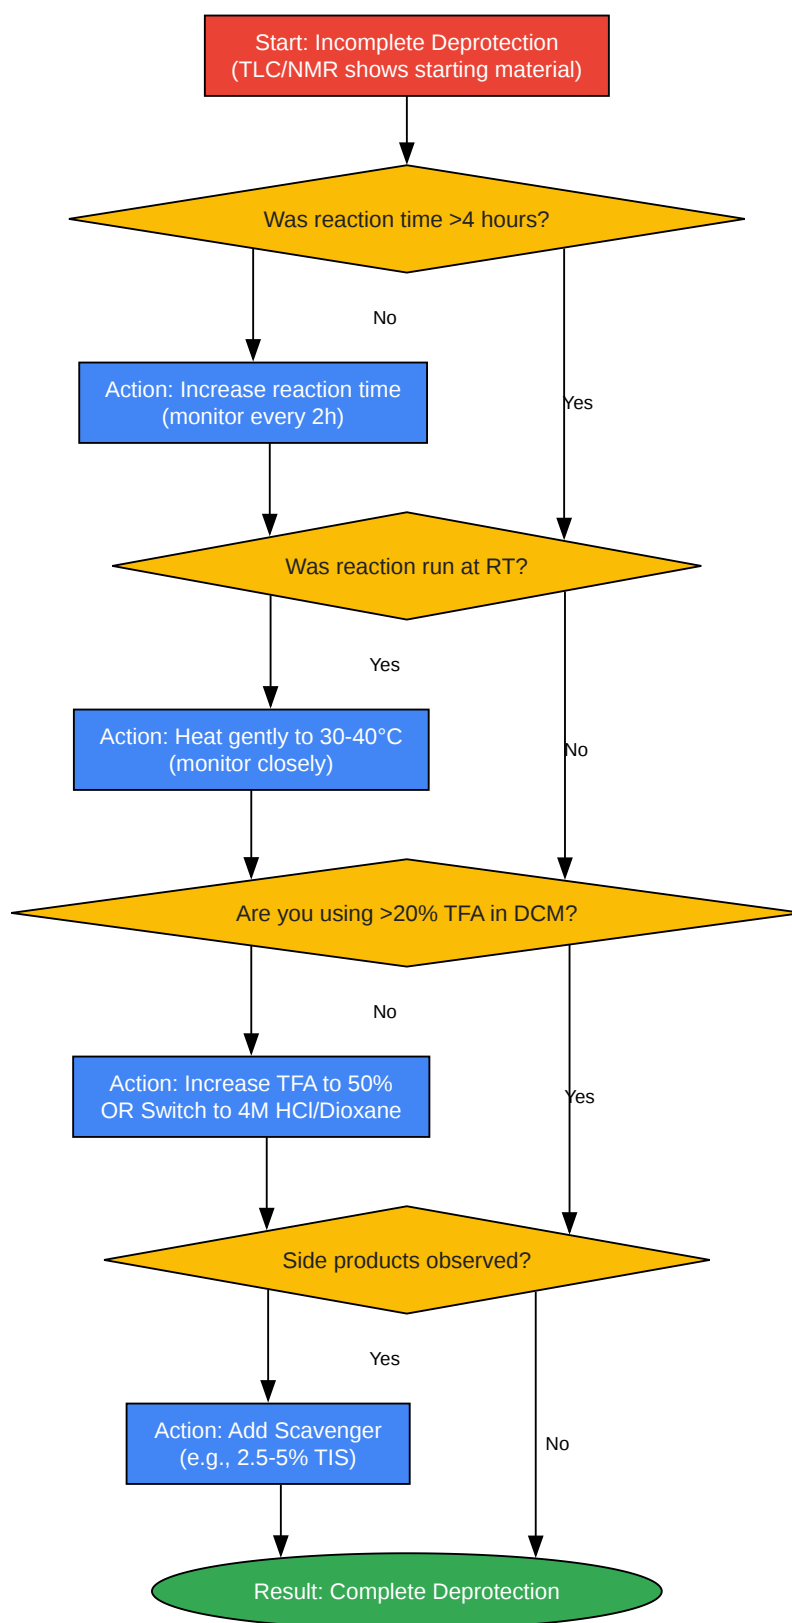 Start: Incomplete Deprotection
(TLC/NMR shows starting material)
Was reaction time >4 hours?
No
Action: Increase reaction time
(monitor every 2h)
Yes
Was reaction run at RT?
Yes
Action: Heat gently to 30-40°C
(monitor closely)
No
Are you using >20% TFA in DCM?
No
Action: Increase TFA to 50%
OR Switch to 4M HCl/Dioxane
Yes
Side products observed?
Yes
Action: Add Scavenger
(e.g., 2.5-5% TIS)
No
Result: Complete Deprotection